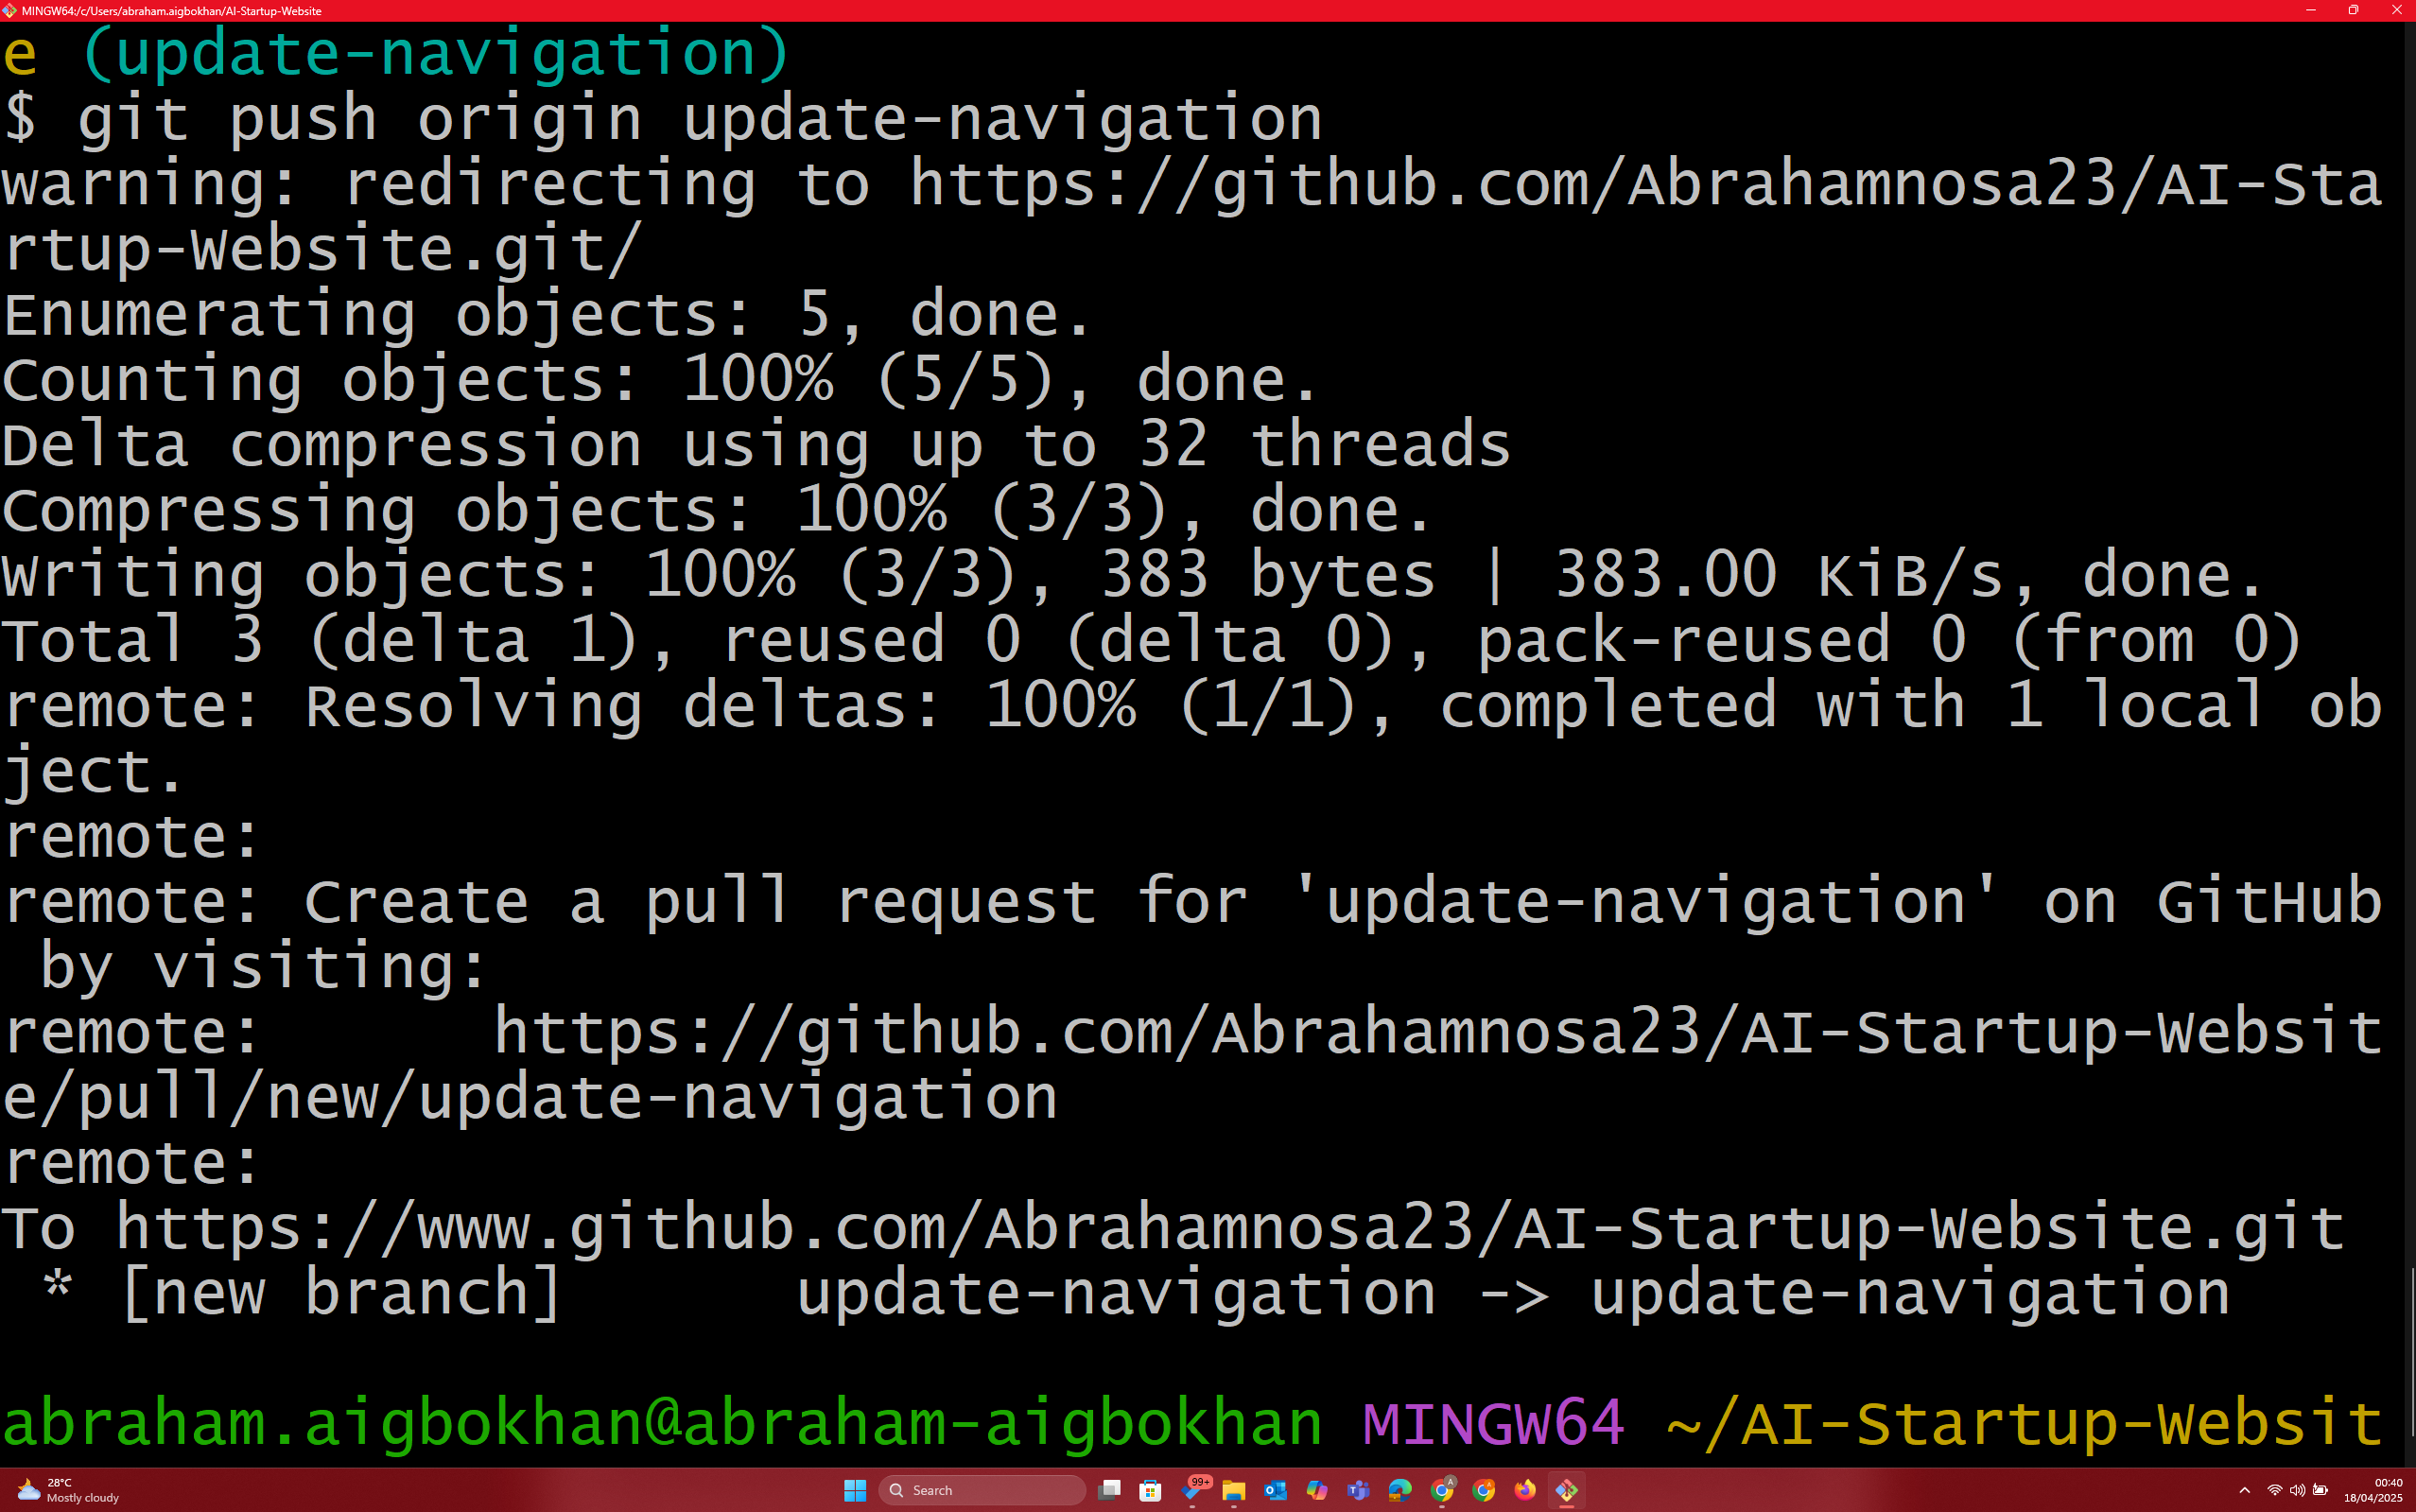 MINGW64:/c/Users/abraham.aigbokhan/AI-Startup-Website
e (update-navigation)
$ git push origin update-navigation
warning: redirecting to https://github.com/Abrahamnosa23/AI-Sta
rtup-Website.git/
Enumerating objects: 5, done.
Counting objects: 100% (5/5), done.
Delta compression using up to 32 threads
Compressing objects: 100% (3/3), done.
Writing objects: 100% (3/3), 383 bytes | 383.00 KiB/s, done.
Total 3 (delta 1), reused 0 (delta 0), pack-reused 0 (from 0)
remote: Resolving deltas: 100% (1/1), completed with 1 local ob
ject.
remote:
remote: Create a pull request for 'update-navigation' on GitHub
 by visiting:
remote:      https://github.com/Abrahamnosa23/AI-Startup-Websit
e/pull/new/update-navigation
remote:
To https://www.github.com/Abrahamnosa23/AI-Startup-Website.git
 * [new branch]      update-navigation -> update-navigation
abraham.aigbokhan@abraham-aigbokhan MINGW64 ~/AI-Startup-Websit
28°C
Mostly cloudy
Search
99+
00:40
18/04/2025